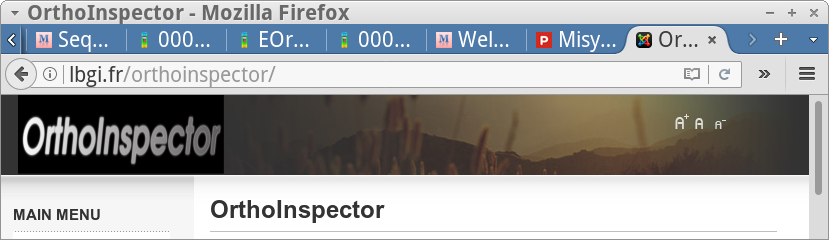 OrthoInspector - Mozilla Firefox
Seq... 000... EOr... 000... Wel... Misy... Or...
lbgi.fr/orthoinspector/
OrthoInspector
A+ A A-
MAIN MENU
OrthoInspector